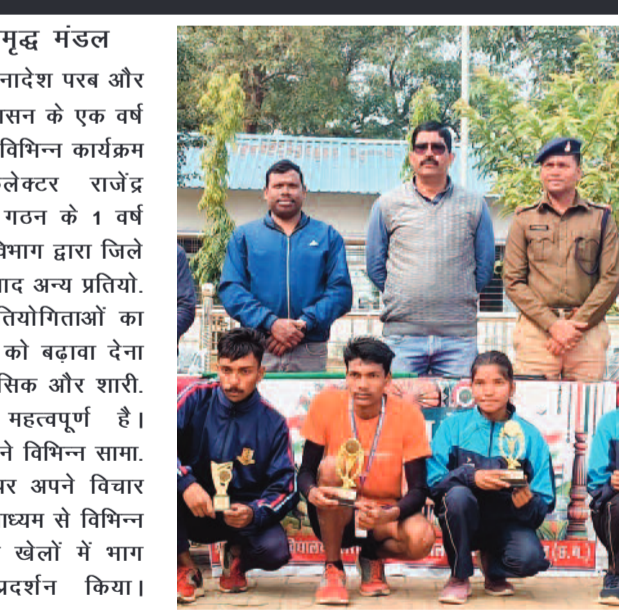 मृद्ध मंडल
नादेश परब और
ासन के एक वर्ष
विभिन्न कार्यक्रम
लेक्टर राजेंद्र
गठन के 1 वर्ष
वेभाग द्वारा जिले
ाद अन्य प्रतियो.
तियोगिताओं का
को बढ़ावा देना
सिक और शारी.
महत्वपूर्ण है।
ने विभिन्न सामा.
पर अपने विचार
ाध्यम से विभिन्न
खेलों में भाग
प्रदर्शन किया।
(छ.ग.)